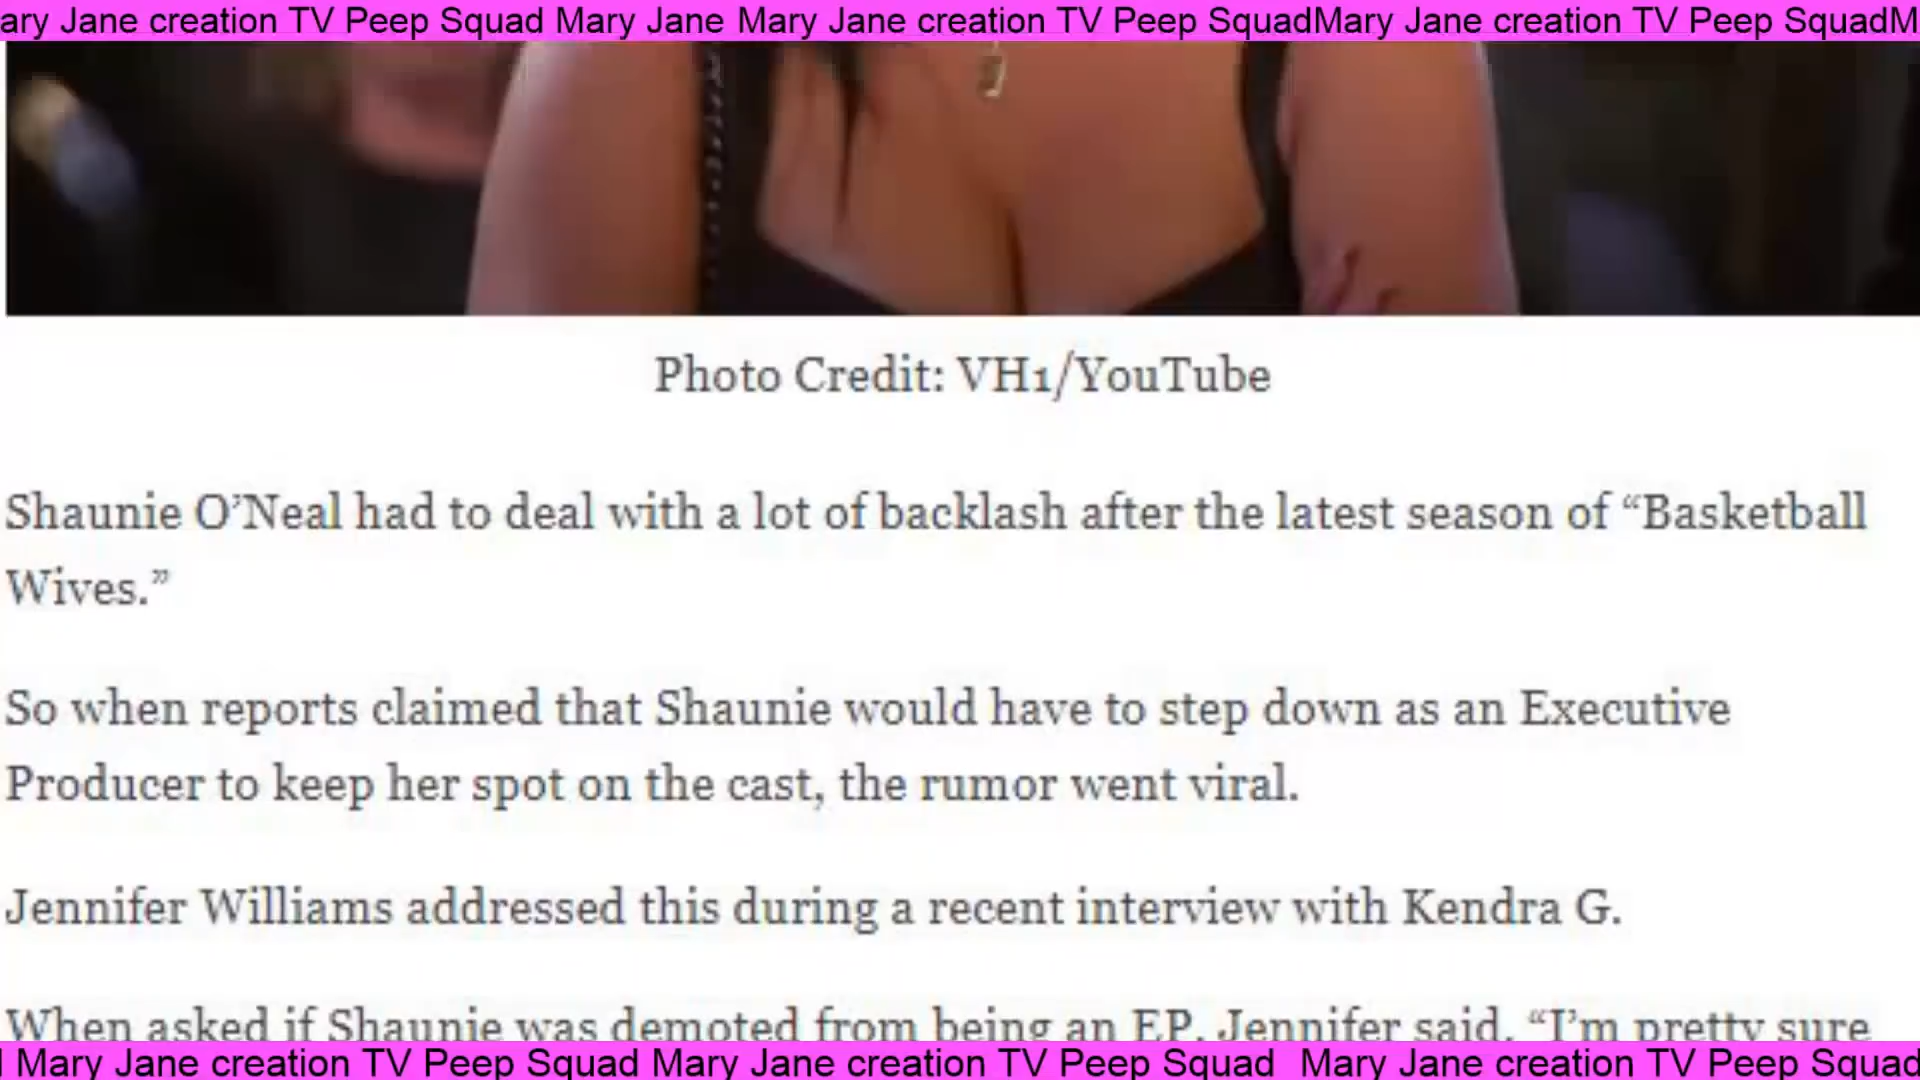 ary Jane creation TV Peep Squad Mary Jane Mary Jane creation TV Peep SquadMary Jane creation TV Peep SquadM
Photo Credit: VH1/YouTube
Shaunie O’Neal had to deal with a lot of backlash after the latest season of “Basketball
Wives.”
So when reports claimed that Shaunie would have to step down as an Executive
Producer to keep her spot on the cast, the rumor went viral.
Jennifer Williams addressed this during a recent interview with Kendra G.
When asked if Shaunie was demoted from being an EP, Jennifer said, “I’m pretty sure
Mary Jane creation TV Peep Squad Mary Jane creation TV Peep Squad Mary Jane creation TV Peep Squad